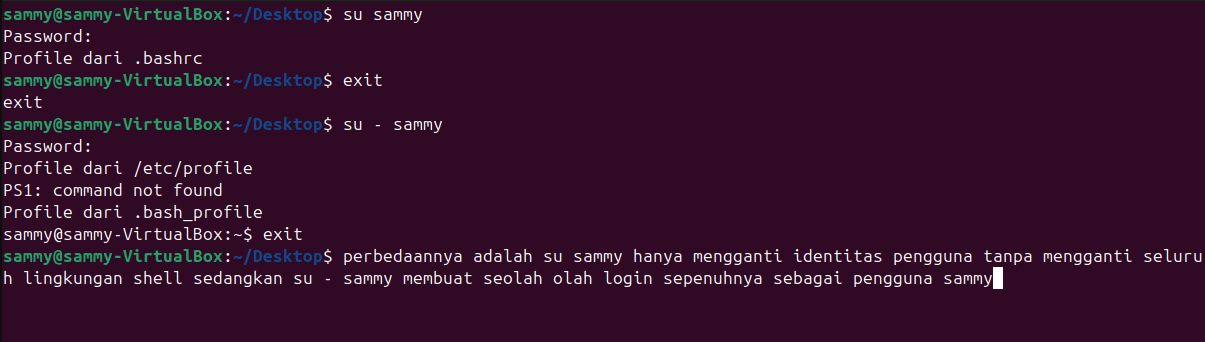 sammy@sammy-VirtualBox:~/Desktop$ su sammy
Password:
Profile dari .bashrc
sammy@sammy-VirtualBox:~/Desktop$ exit
exit
sammy@sammy-VirtualBox:~/Desktop$ su - sammy
Password:
Profile dari /etc/profile
PS1: command not found
Profile dari .bash_profile
sammy@sammy-VirtualBox:~$ exit
sammy@sammy-VirtualBox:~/Desktop$ perbedaannya adalah su sammy hanya mengganti identitas pengguna tanpa mengganti seluru
h lingkungan shell sedangkan su - sammy membuat seolah olah login sepenuhnya sebagai pengguna sammy